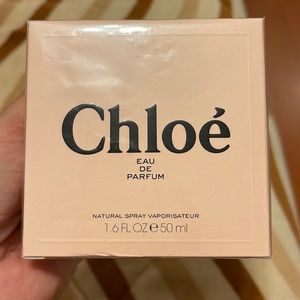 Chloé
EAU
DE
PARFUM
NATURAL SPRAY VAPORISATEUR
1.6 FL OZ ℮ 50 ml